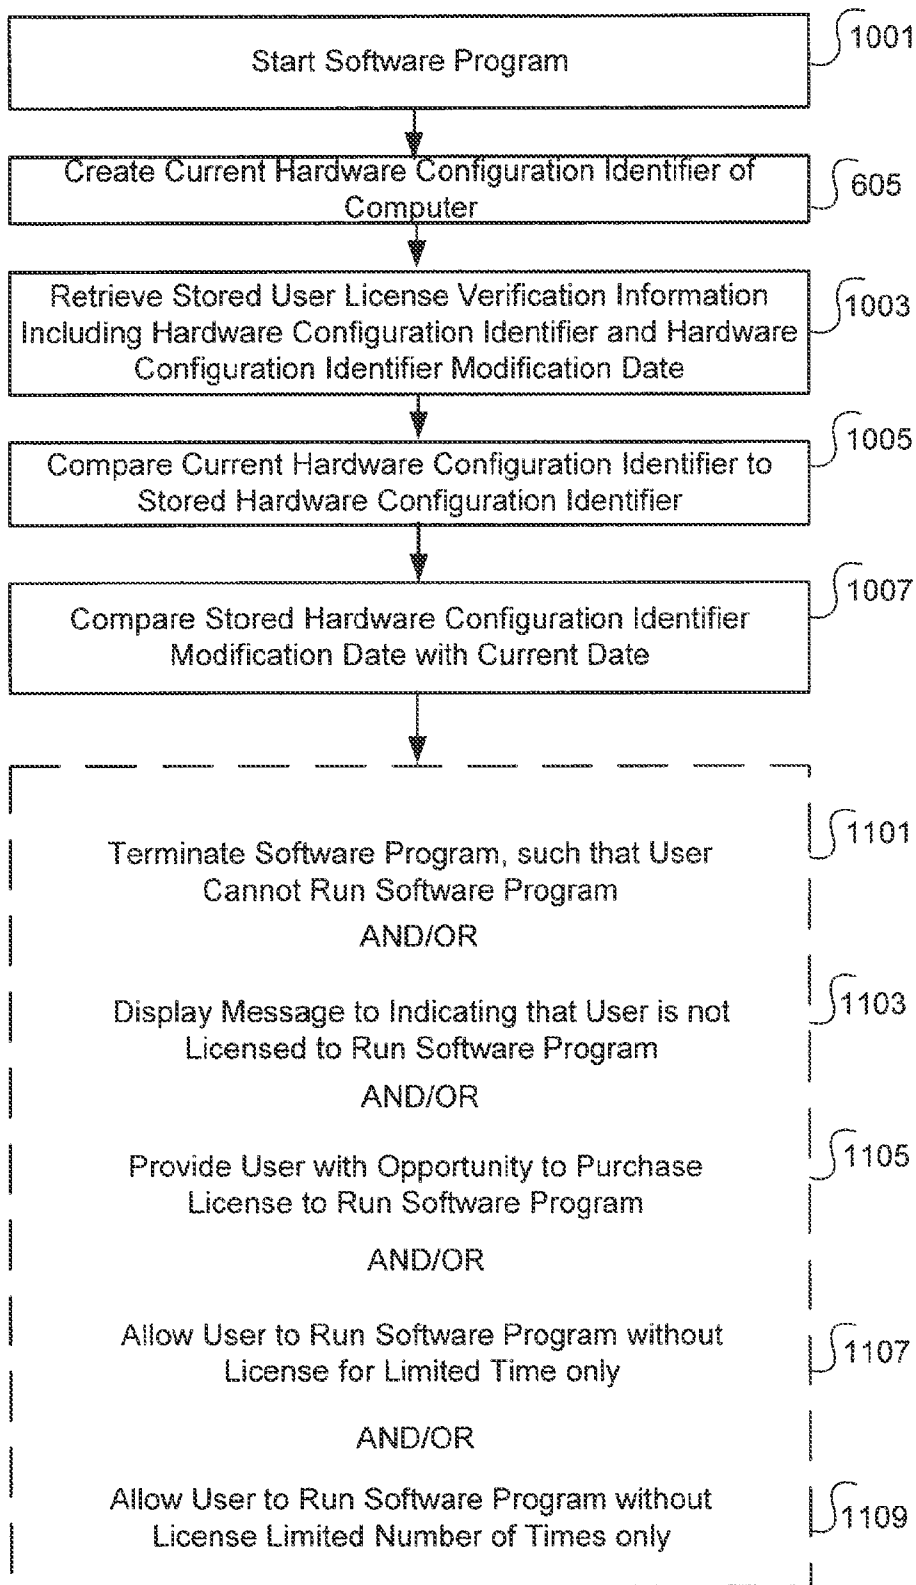 Start Software Program
1001
Create Current Hardware Configuration Identifier of
Computer
605
Retrieve Stored User License Verification Information
Including Hardware Configuration Identifier and Hardware
Configuration Identifier Modification Date
1003
Compare Current Hardware Configuration Identifier to
Stored Hardware Configuration Identifier
1005
Compare Stored Hardware Configuration Identifier
Modification Date with Current Date
1007
Terminate Software Program, such that User
Cannot Run Software Program
1101
AND/OR
Display Message to Indicating that User is not
Licensed to Run Software Program
1103
AND/OR
Provide User with Opportunity to Purchase
License to Run Software Program
1105
AND/OR
Allow User to Run Software Program without
License for Limited Time only
1107
AND/OR
Allow User to Run Software Program without
License Limited Number of Times only
1109